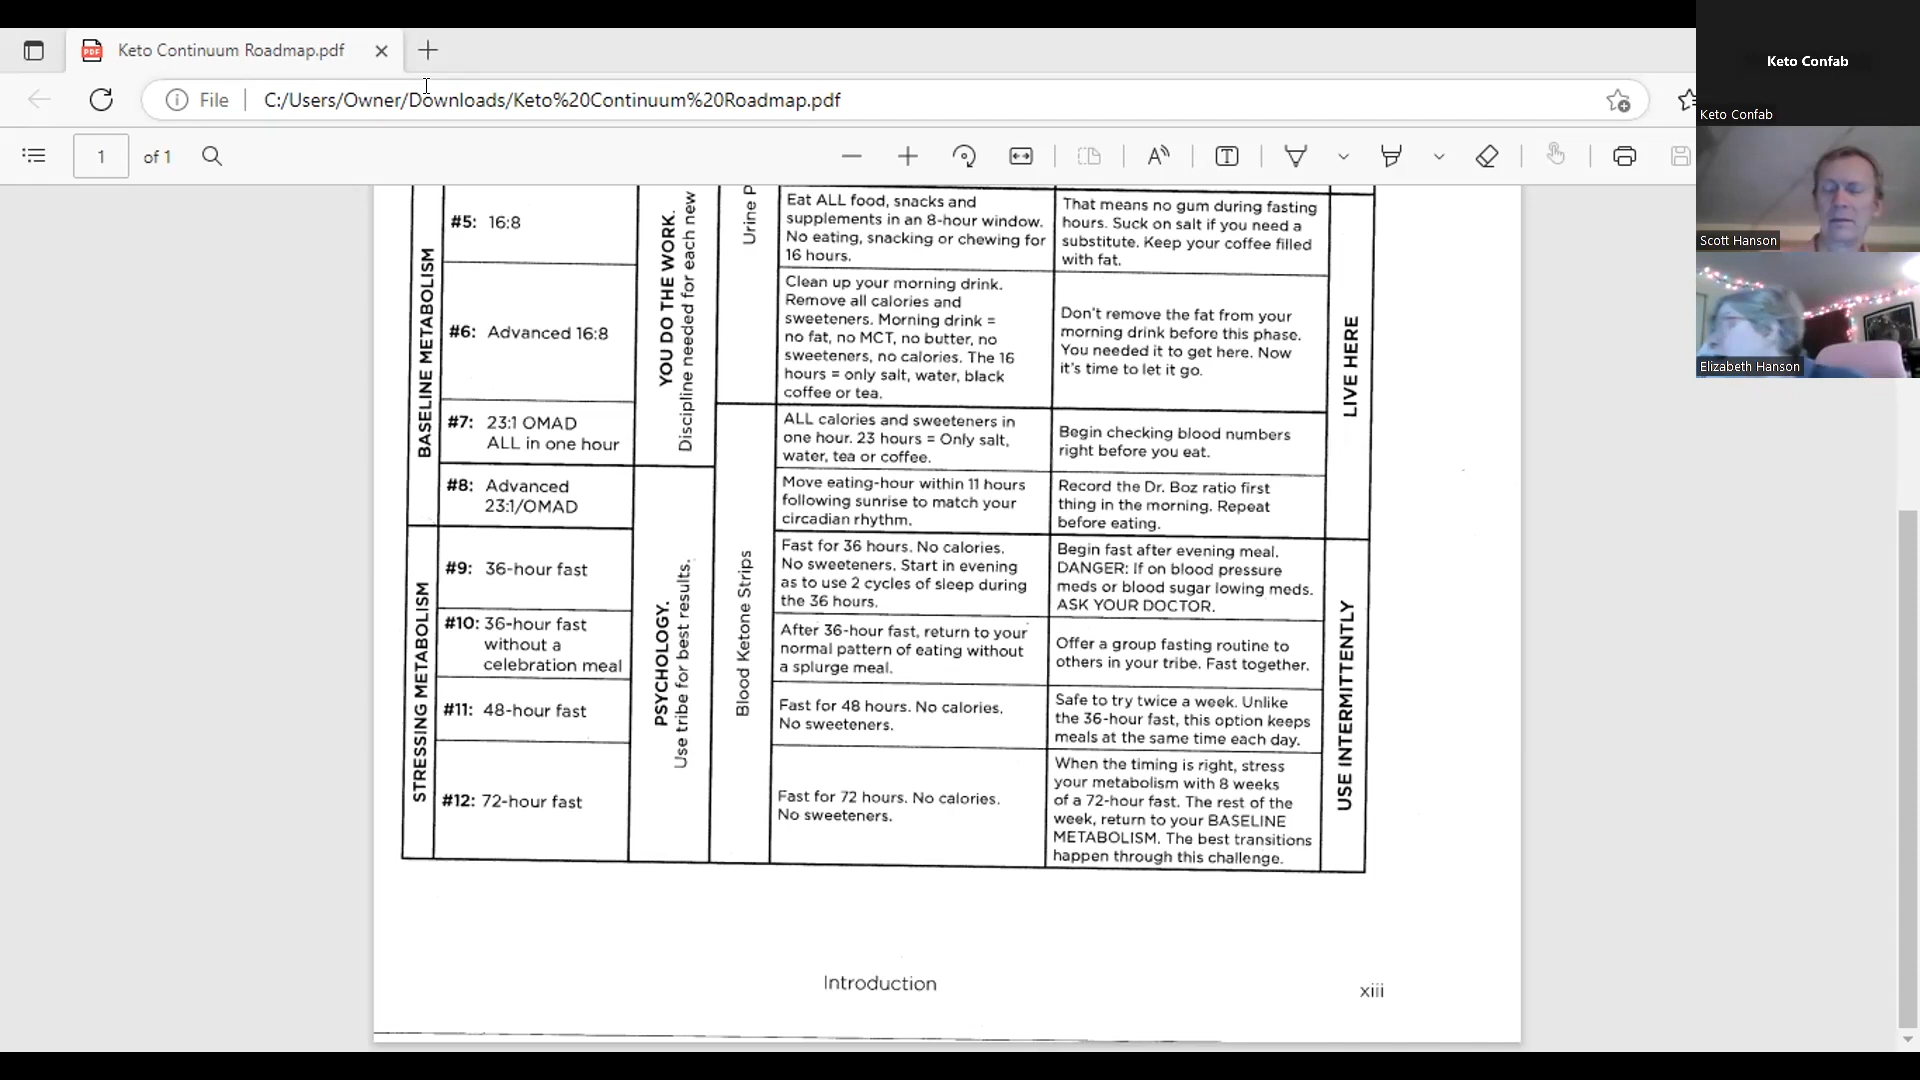 Keto Continuum Roadmap.pdf
File
C:/Users/Owner/Downloads/Keto%20Continuum%20Roadmap.pdf
1
of 1
Keto Confab
Keto Confab
Scott Hanson
Elizabeth Hanson
BASELINE METABOLISM
#5: 16:8
YOU DO THE WORK.
Discipline needed for each new
Urine P
Eat ALL food, snacks and
supplements in an 8-hour window.
No eating, snacking or chewing for
16 hours.
That means no gum during fasting
hours. Suck on salt if you need a
substitute. Keep your coffee filled
with fat.
LIVE HERE
#6: Advanced 16:8
Clean up your morning drink.
Remove all calories and
sweeteners. Morning drink =
no fat, no MCT, no butter, no
sweeteners, no calories. The 16
hours = only salt, water, black
coffee or tea.
Don't remove the fat from your
morning drink before this phase.
You needed it to get here. Now
it's time to let it go.
#7: 23:1 OMAD
ALL in one hour
ALL calories and sweeteners in
one hour. 23 hours = Only salt,
water, tea or coffee.
Begin checking blood numbers
right before you eat.
#8: Advanced
23:1/OMAD
PSYCHOLOGY.
Use tribe for best results.
Blood Ketone Strips
Move eating-hour within 11 hours
following sunrise to match your
circadian rhythm.
Record the Dr. Boz ratio first
thing in the morning. Repeat
before eating.
STRESSING METABOLISM
#9: 36-hour fast
Fast for 36 hours. No calories.
No sweeteners. Start in evening
as to use 2 cycles of sleep during
the 36 hours.
Begin fast after evening meal.
DANGER: If on blood pressure
meds or blood sugar lowing meds.
ASK YOUR DOCTOR.
USE INTERMITTENTLY
#10: 36-hour fast
without a
celebration meal
After 36-hour fast, return to your
normal pattern of eating without
a splurge meal.
Offer a group fasting routine to
others in your tribe. Fast together.
#11: 48-hour fast
Fast for 48 hours. No calories.
No sweeteners.
Safe to try twice a week. Unlike
the 36-hour fast, this option keeps
meals at the same time each day.
#12: 72-hour fast
Fast for 72 hours. No calories.
No sweeteners.
When the timing is right, stress
your metabolism with 8 weeks
of a 72-hour fast. The rest of the
week, return to your BASELINE
METABOLISM. The best transitions
happen through this challenge.
Introduction
xiii